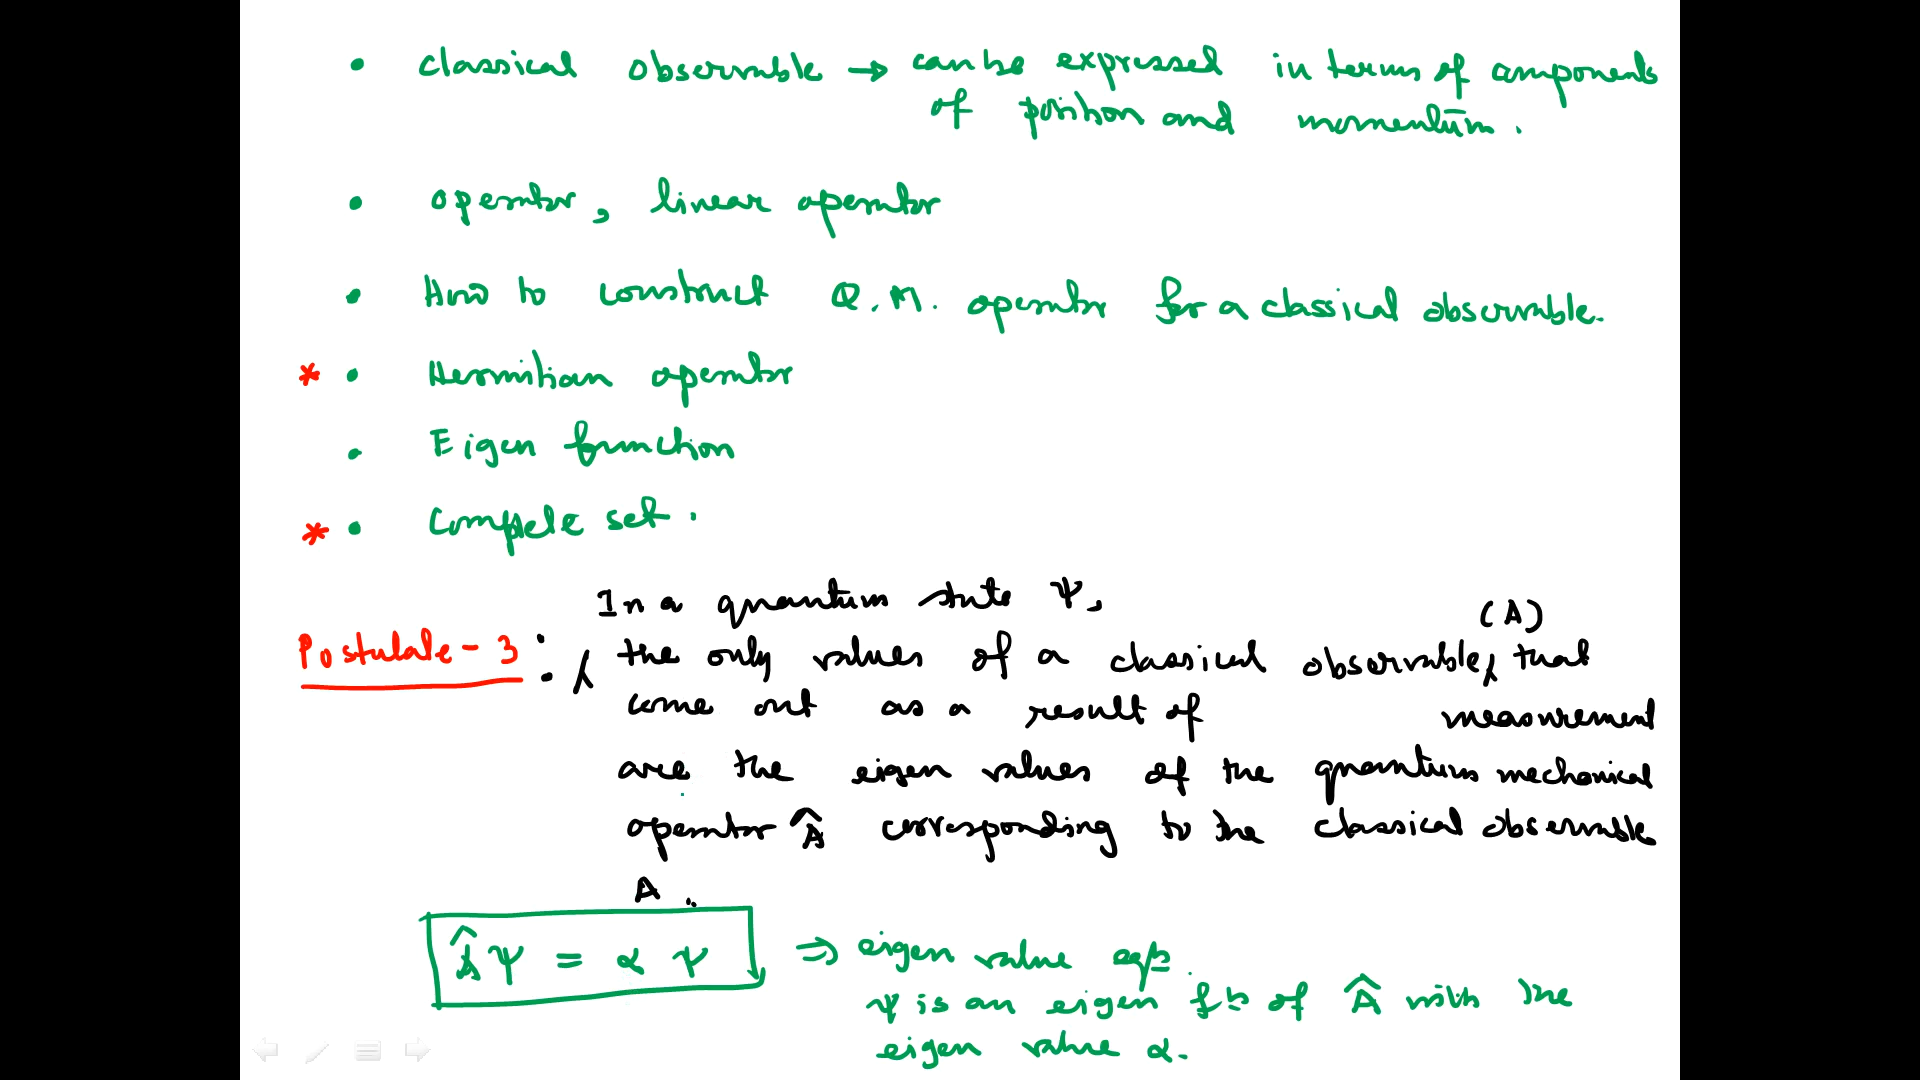 • classical observable → can be expressed in terms of components
of position and momentum.
• operator, linear operator
• How to construct Q.M. operator for a classical observable.
* • Hermitian operator
• Eigen function
* • Complete set.
In a quantum state Ψ,
(A)
Postulate-3 : the only values of a classical observable, that
come out as a result of measurement
are the eigen values of the quantum mechanical
operator Â corresponding to the classical observable
A.
ÂΨ = α Ψ ⇒ eigen value eqn.
Ψ is an eigen fn of Â with the
eigen value α.